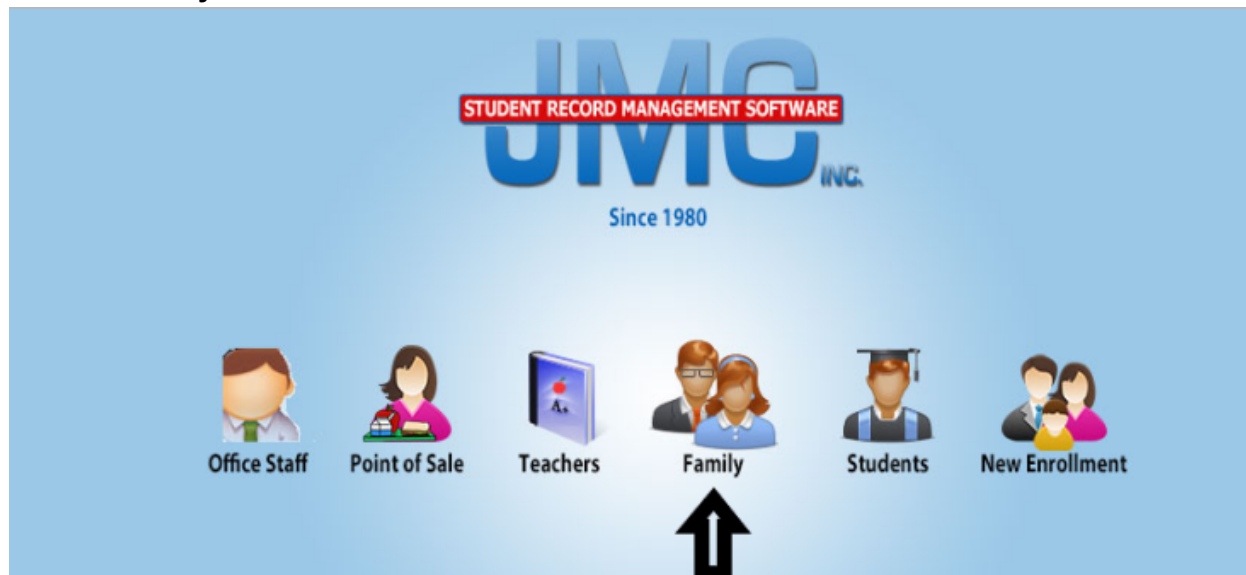 JMC
STUDENT RECORD MANAGEMENT SOFTWARE
INC.
Since 1980
A+
Office Staff
Point of Sale
Teachers
Family
Students
New Enrollment